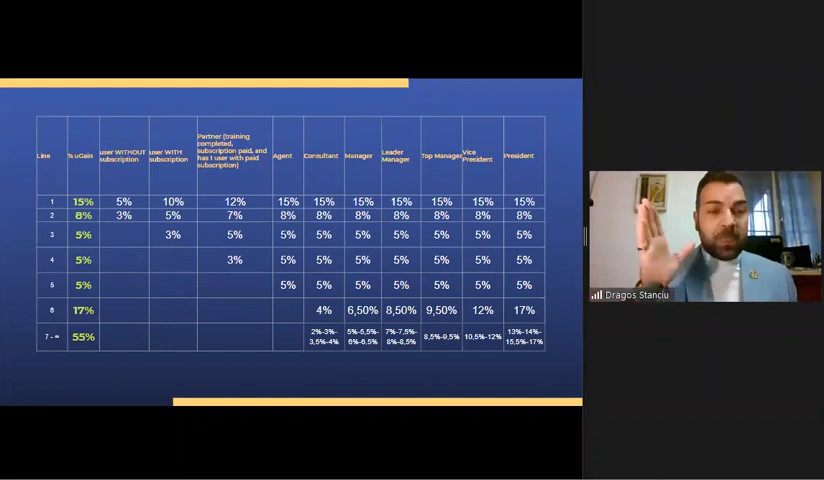 Line % uGain user WITHOUT subscription user WITH subscription Partner (training completed, subscription paid, and has 1 user with paid subscription) Agent Consultant Manager Leader Manager Top Manager Vice President President
1 15% 5% 10% 12% 15% 15% 15% 15% 15% 15% 15%
2 8% 3% 5% 7% 8% 8% 8% 8% 8% 8% 8%
3 5% 3% 5% 5% 5% 5% 5% 5% 5% 5%
4 5% 3% 5% 5% 5% 5% 5% 5% 5%
5 5% 5% 5% 5% 5% 5% 5% 5%
6 17% 4% 6,50% 8,50% 9,50% 12% 17%
7 - ∞ 55% 2%-3%-3,5%-4% 5%-5,5%-6%-6,5% 7%-7,5%-8%-8,5% 8,5%-9,5% 10,5%-12% 13%-14%-15,5%-17%
Dragos Stanciu